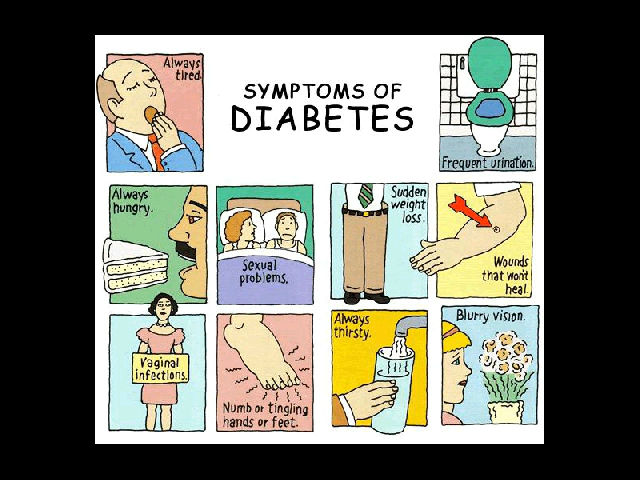 Always
tired.
SYMPTOMS OF
DIABETES
Frequent urination.
Always
hungry.
Sexual
problems.
Sudden
weight
loss.
Wounds
that won't
heal.
Vaginal
infections.
Numb or tingling
hands or feet.
Always
thirsty.
Blurry vision.